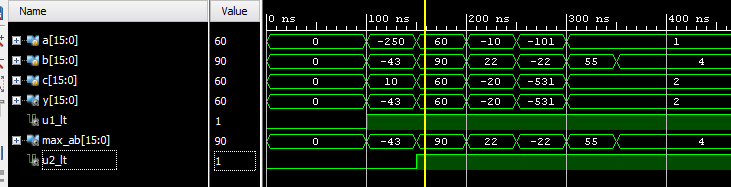 Name Value 0 ns 100 ns 200 ns 300 ns 400 ns
a[15:0] 60 0 -250 60 -10 -101 1
b[15:0] 90 0 -43 90 22 -22 55 4
c[15:0] 60 0 10 60 -20 -531 2
y[15:0] 60 0 -43 60 -20 -531 2
u1_lt 1
max_ab[15:0] 90 0 -43 90 22 -22 55 4
u2_lt 1